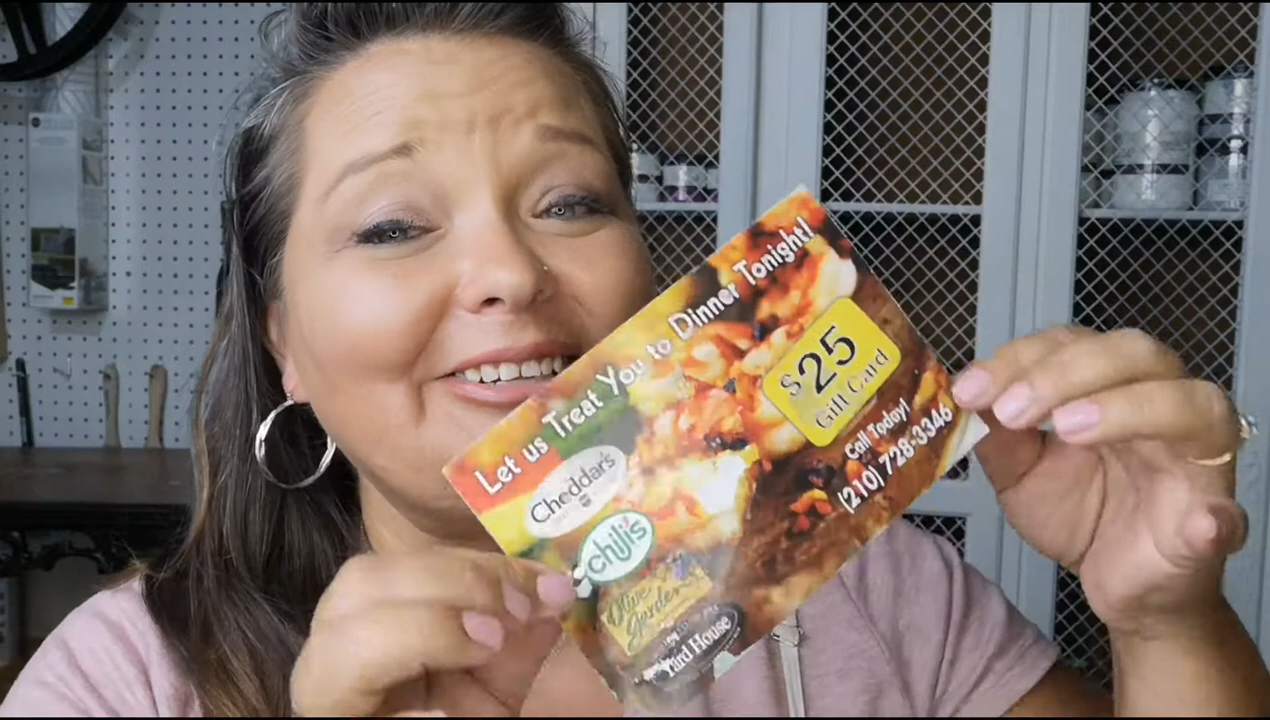 Let us Treat You to Dinner Tonight!
$25
Gift Card
Call Today!
(210) 728-3346
Cheddar's
chili's
Olive Garden
Yard House